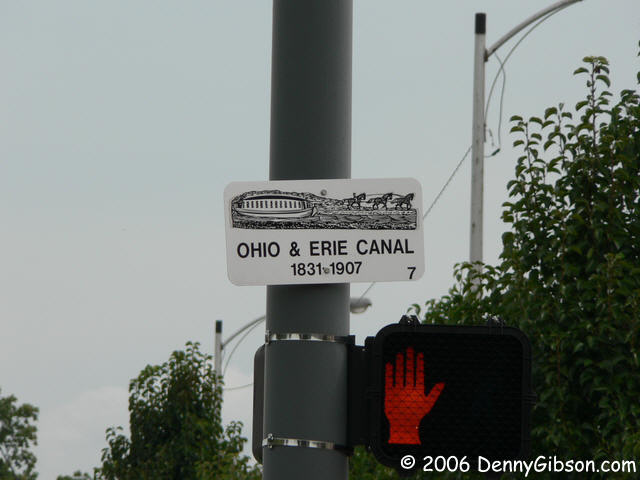 OHIO & ERIE CANAL
1831-1907
7
© 2006 DennyGibson.com